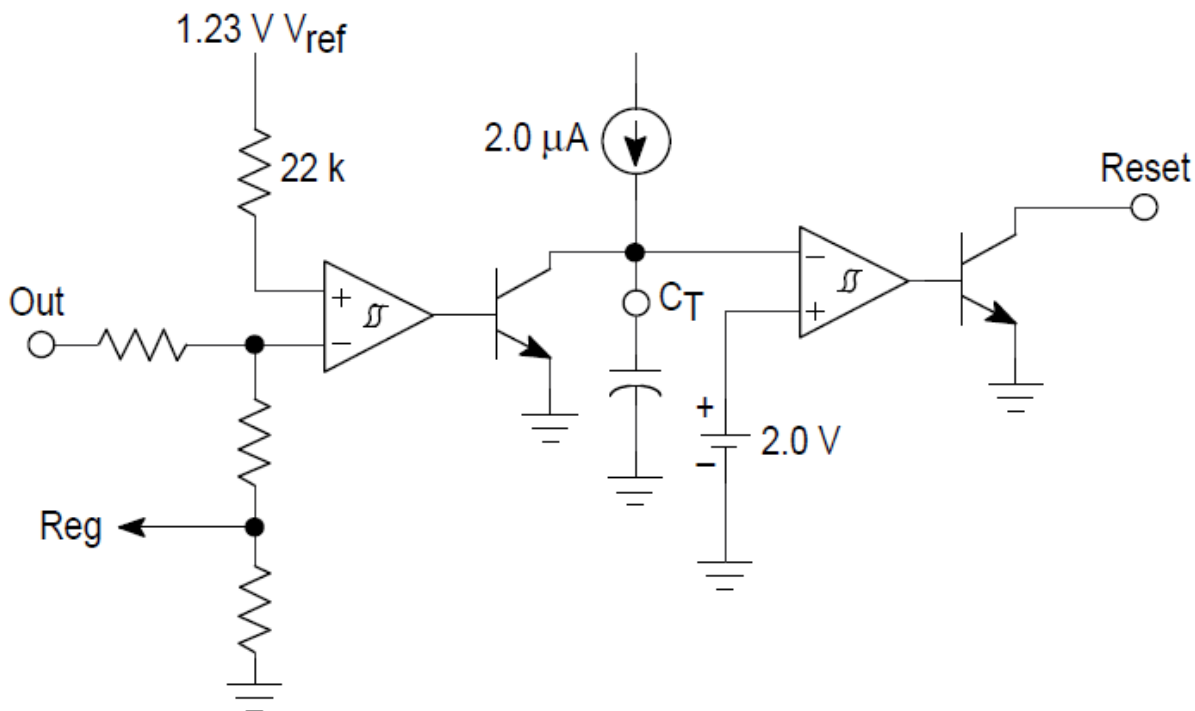 1.23 V Vref
22 k
2.0 μA
Reset
Out
+
−
CT
−
+
+
2.0 V
−
Reg